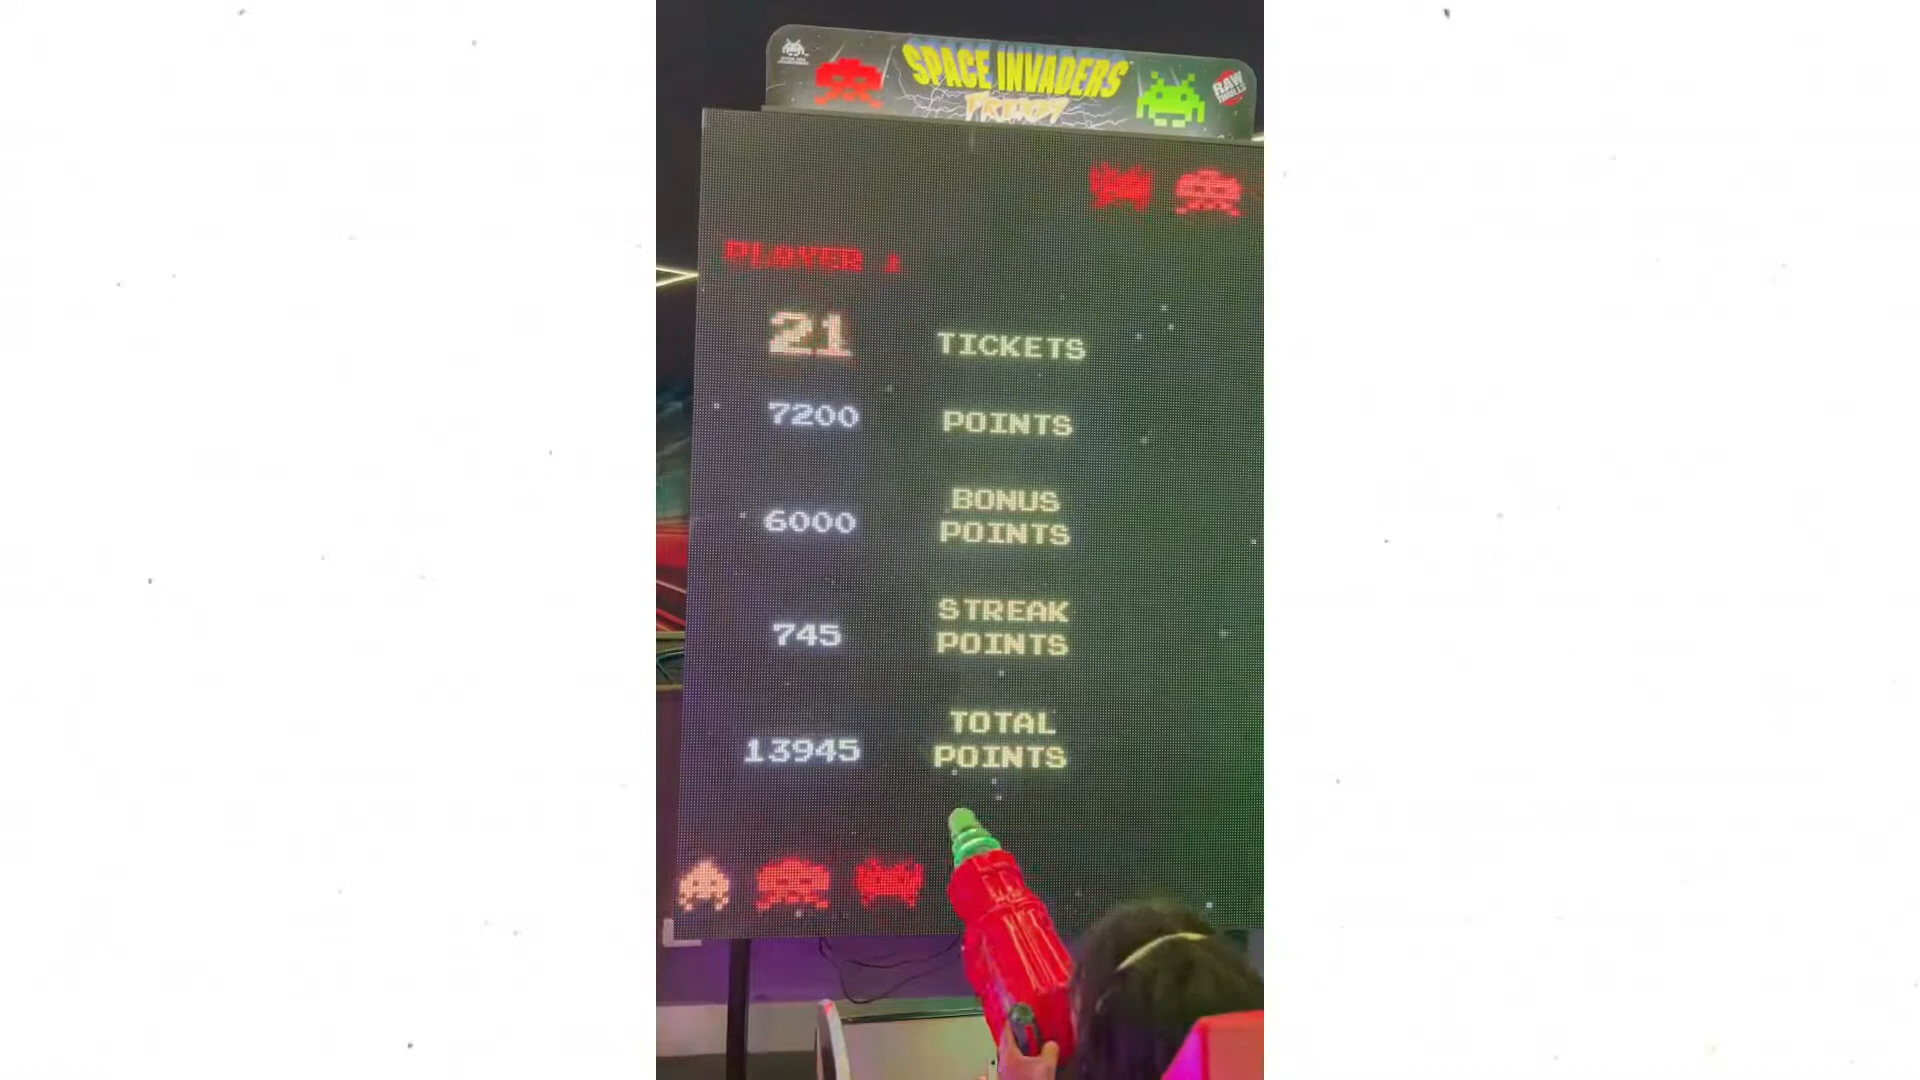 SPACE INVADERS
FRENZY
RAW
THRILLS
PLAYER 1
21 TICKETS
7200 POINTS
6000 BONUS
POINTS
745 STREAK
POINTS
13945 TOTAL
POINTS